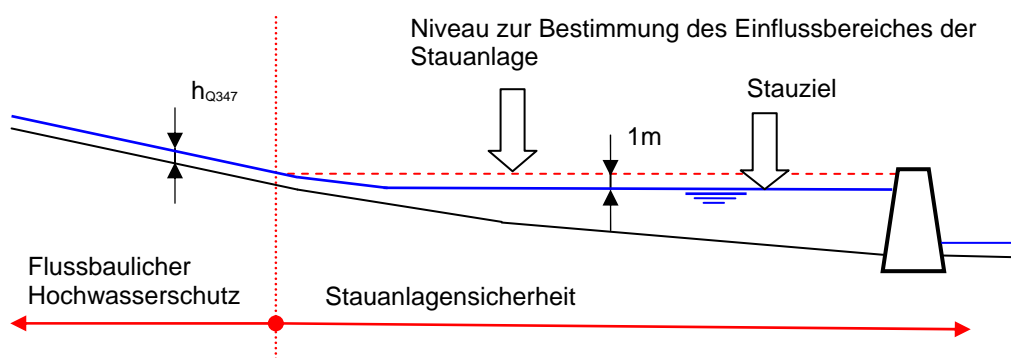 Niveau zur Bestimmung des Einflussbereiches der
Stauanlage
hQ347
Stauziel
1m
Flussbaulicher
Hochwasserschutz
Stauanlagensicherheit